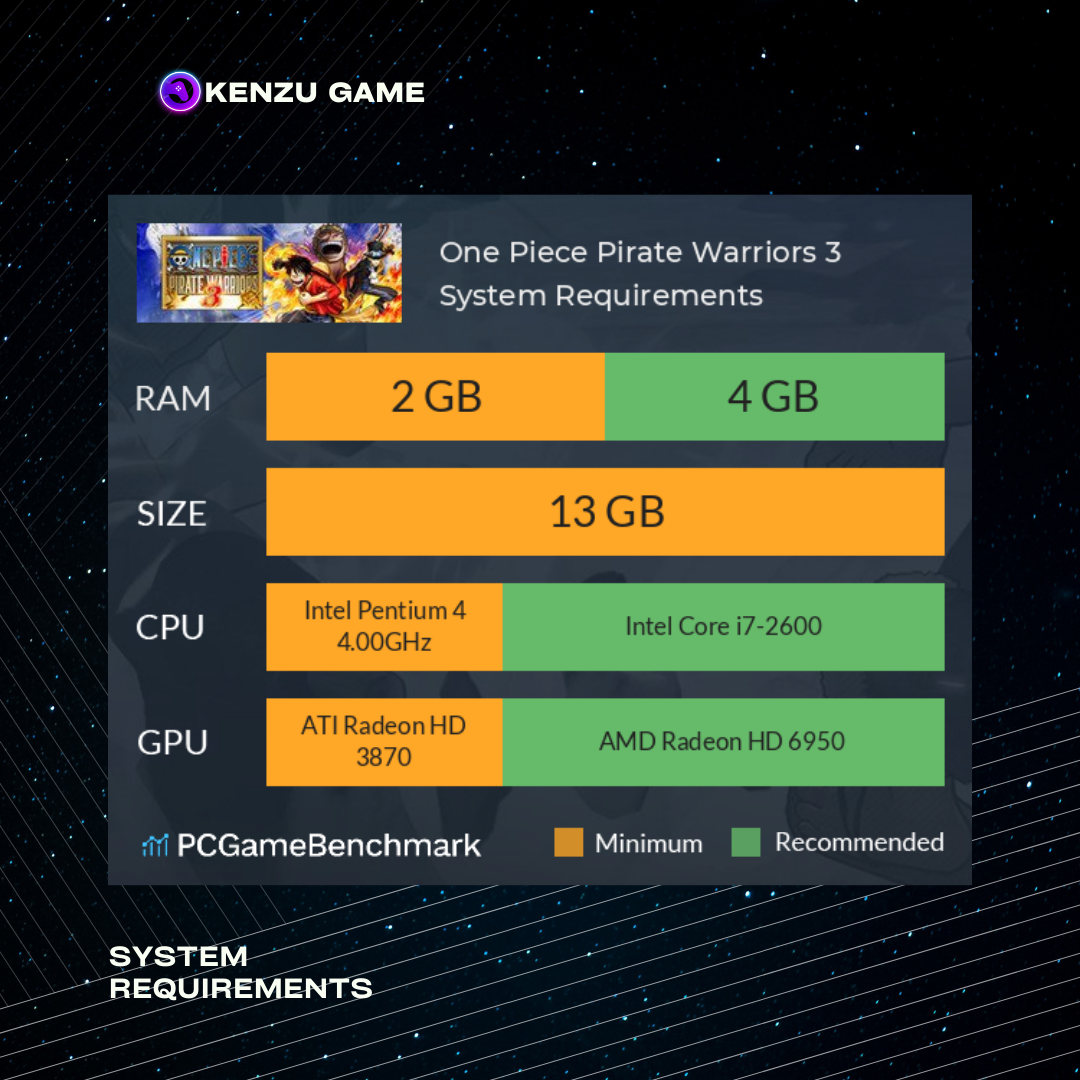 KENZU GAME
ONE PIECE
PIRATE WARRIORS
3
One Piece Pirate Warriors 3
System Requirements
RAM
2 GB
4 GB
SIZE
13 GB
CPU
Intel Pentium 4
4.00GHz
Intel Core i7-2600
GPU
ATI Radeon HD
3870
AMD Radeon HD 6950
PCGameBenchmark
Minimum
Recommended
SYSTEM
REQUIREMENTS